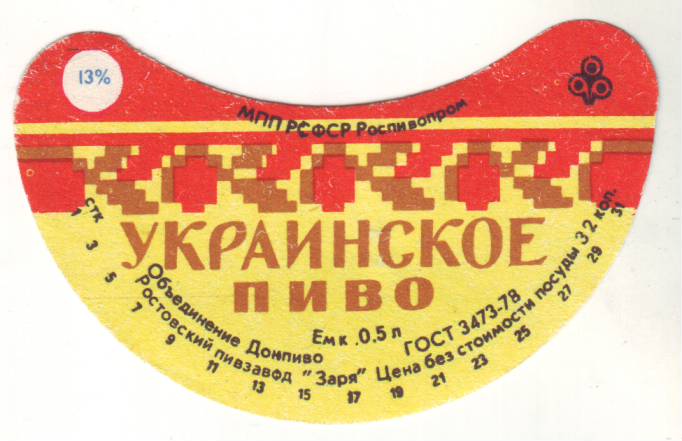 13%
МПП РСФСР Роспивопром
УКРАИНСКОЕ
ПИВО
Объединение Донпиво
Емк .0.5 л
ГОСТ 3473-78
Ростовский пивзавод "Заря" Цена без стоимости посуды 32 коп.
стк
1 3 5 7 9 11 13 15 17 19 21 23 25 27 29 31